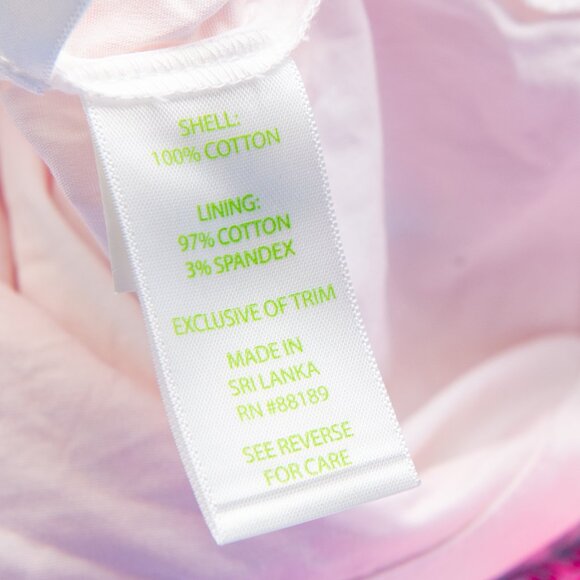 SHELL:
100% COTTON
LINING:
97% COTTON
3% SPANDEX
EXCLUSIVE OF TRIM
MADE IN
SRI LANKA
RN #88189
SEE REVERSE
FOR CARE